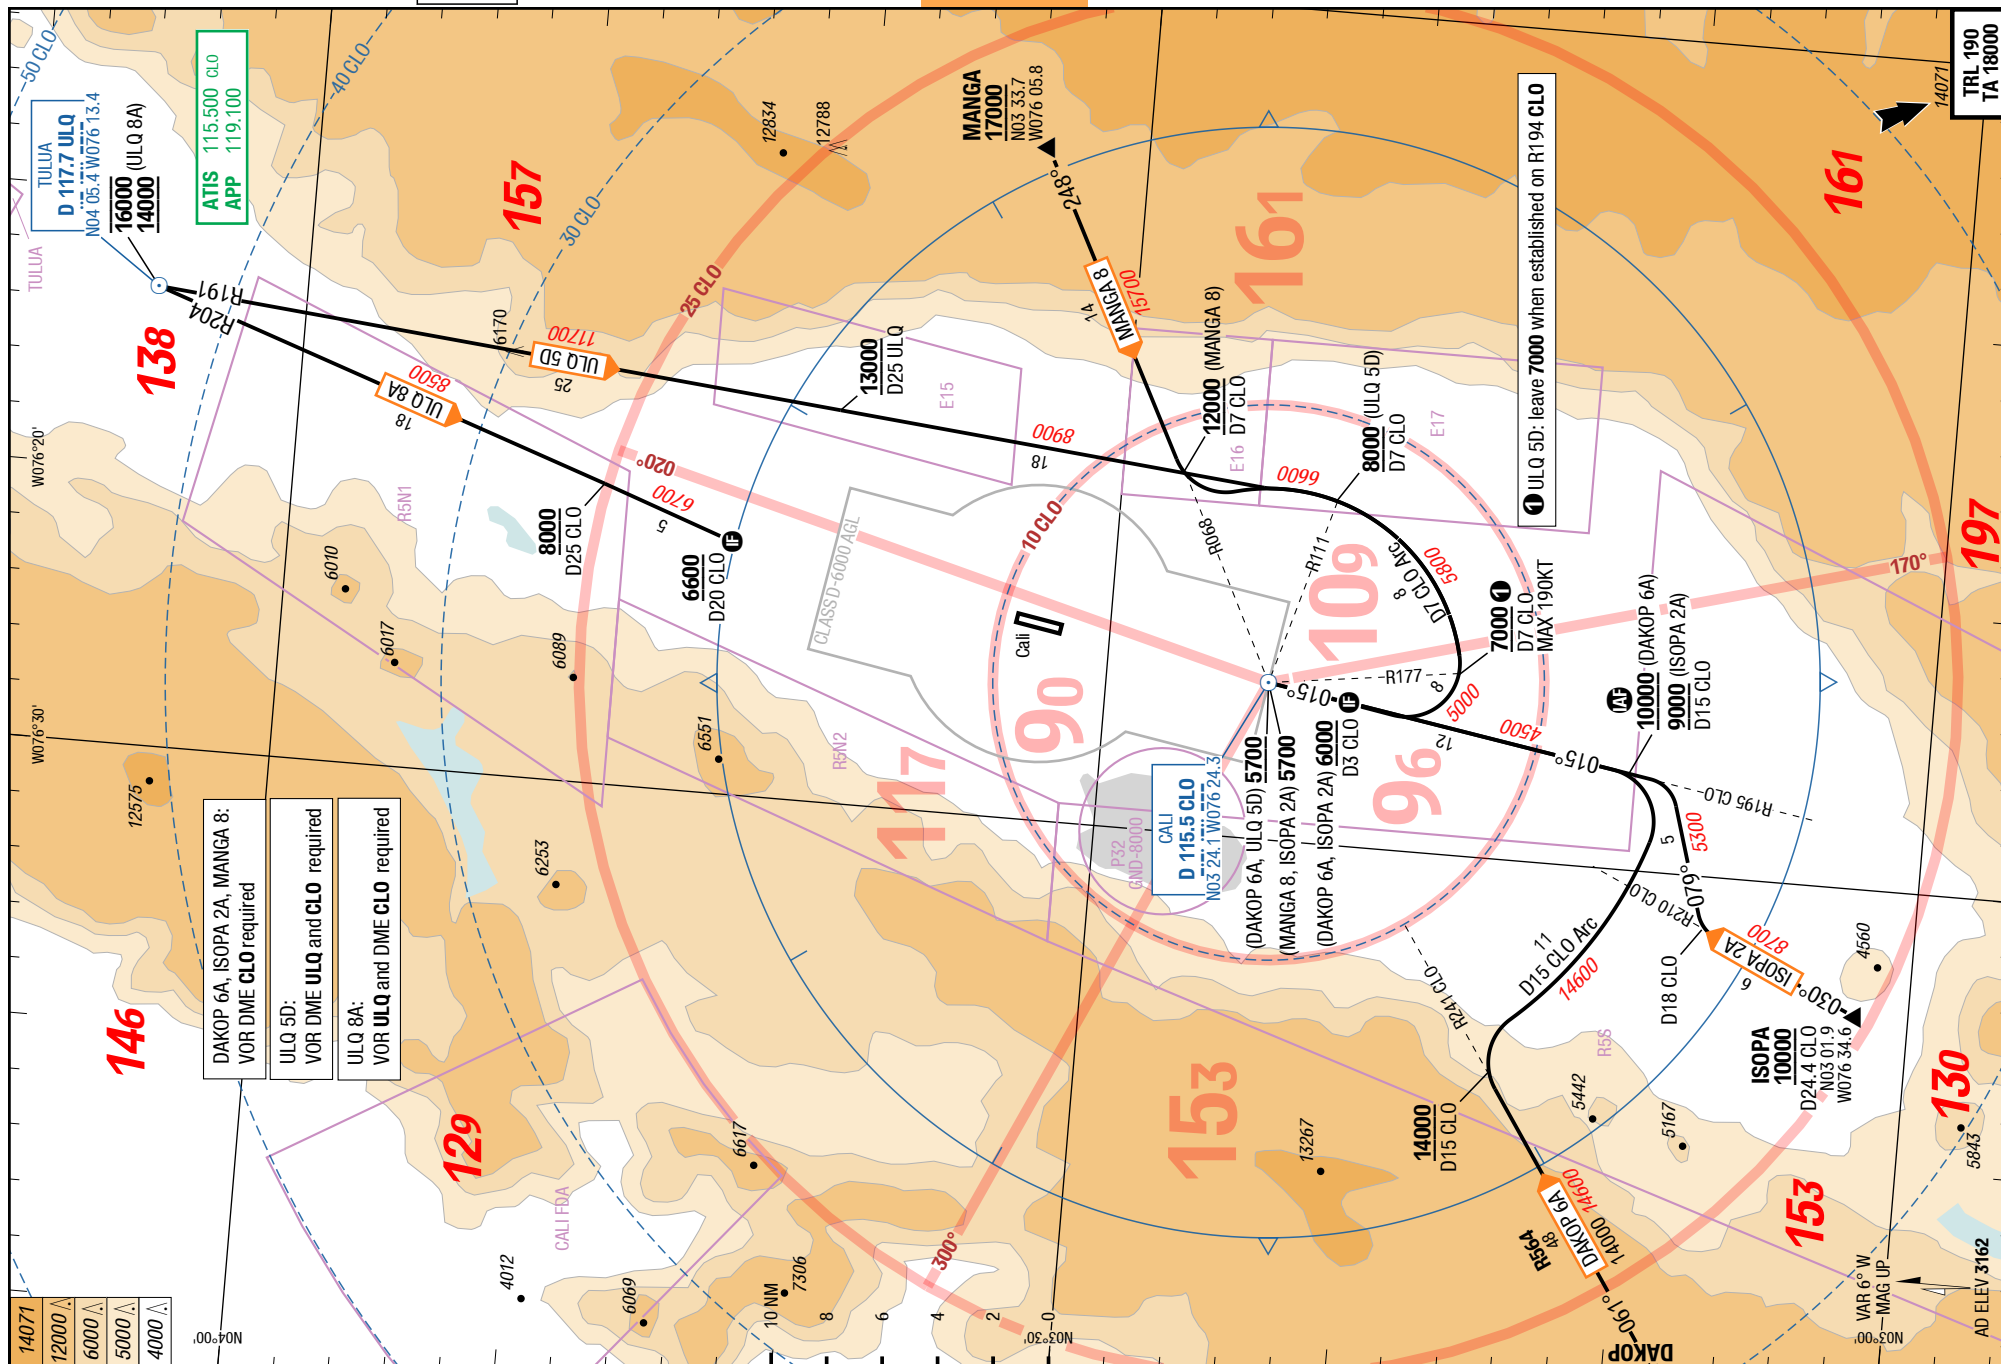 50 CLO
40 CLO
30 CLO
25 CLO
10 CLO
TULUA
D 117.7 ULQ
N04 05.4 W076 13.4
16000 (ULQ 8A)
14000
ATIS 115.500 CLO
APP 119.100
TULUA
138
157
R204
R191
8500
ULQ 8A
18
6170
11700
ULQ 5D
25
12834
12788
MANGA
17000
N03 33.7
W076 05.8
248°
MANGA 8
14
15700
161
161
14071
TRL 190
TA 18000
W076°20'
R5N1
8000
D25 CLO
020°
6700
5
6600
D20 CLO
IF
13000
D25 ULQ
E15
8900
18
12000 (MANGA 8)
D7 CLO
E16
E17
6600
8000 (ULQ 5D)
D7 CLO
1 ULQ 5D: leave 7000 when established on R194 CLO
CLASS D-6000 AGL
R068
R111
D7 CLO Arc
8
5800
109
7000 1
D7 CLO
MAX 190KT
R177
170°
197
6010
6017
6089
6551
Cali
90
117
R5N2
W076°30'
015°
IF
8
5000
4500
12
015°
IAF
10000 (DAKOP 6A)
9000 (ISOPA 2A)
D15 CLO
96
CALI
D 115.5 CLO
N03 24.1 W076 24.3
(DAKOP 6A, ULQ 5D) 5700
(MANGA 8, ISOPA 2A) 5700
(DAKOP 6A, ISOPA 2A) 6000
D3 CLO
P32
GND-8000
R195 CLO
5300
5
079°
R210 CLO
D18 CLO
8700
ISOPA 2A
6
030°
4560
ISOPA
10000
D24.4 CLO
N03 01.9
W076 34.6
D15 CLO Arc
11
14600
R241 CLO
R5S
14000
D15 CLO
5442
5167
130
5843
153
153
13267
R564
48
DAKOP 6A
14600
14000
061°
DAKOP
12575
6253
DAKOP 6A, ISOPA 2A, MANGA 8:
VOR DME CLO required
ULQ 5D:
VOR DME ULQ and CLO required
ULQ 8A:
VOR ULQ and DME CLO required
146
129
6617
CALI FDA
4012
6069
7306
300°
10 NM
8
6
4
2
0
N04°00'
N03°30'
N03°00'
14071
12000
6000
5000
4000
VAR 6° W
MAG UP
AD ELEV 3162